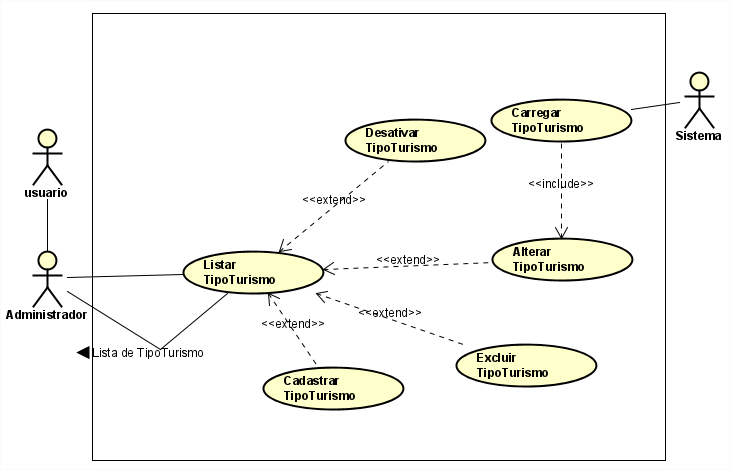 Desativar
TipoTurismo
Carregar
TipoTurismo
Sistema
usuario
<<extend>>
<<include>>
Listar
TipoTurismo
<<extend>>
Alterar
TipoTurismo
Administrador
<<extend>>
<<extend>>
Lista de TipoTurismo
Excluir
TipoTurismo
Cadastrar
TipoTurismo